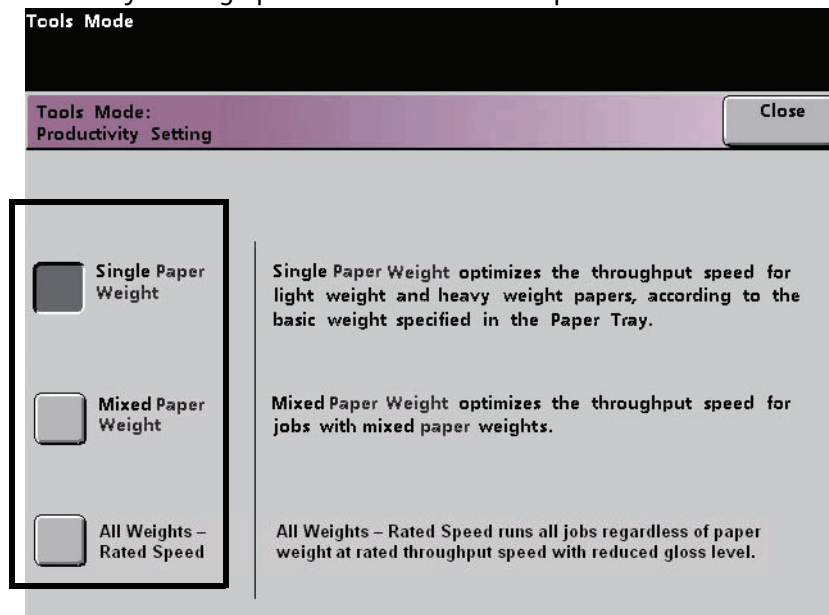 Tools Mode
Tools Mode:
Productivity Setting
Close
Single Paper
Weight
Single Paper Weight optimizes the throughput speed for
light weight and heavy weight papers, according to the
basic weight specified in the Paper Tray.
Mixed Paper
Weight
Mixed Paper Weight optimizes the throughput speed for
jobs with mixed paper weights.
All Weights –
Rated Speed
All Weights – Rated Speed runs all jobs regardless of paper
weight at rated throughput speed with reduced gloss level.